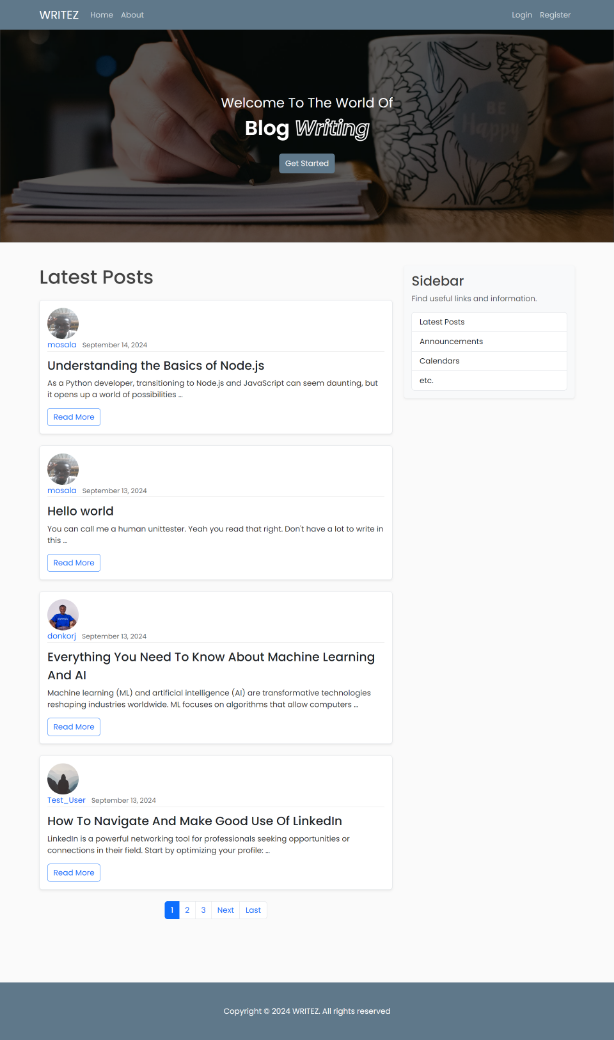 WRITEZ Home About Login Register
Welcome To The World Of
Blog Writing
BE
Happy
Get Started
Latest Posts
mosala September 14, 2024
Understanding the Basics of Node.js
As a Python developer, transitioning to Node.js and JavaScript can seem daunting, but
it opens up a world of possibilities ...
Read More
mosala September 13, 2024
Hello world
You can call me a human unittester. Yeah you read that right. Don't have a lot to write in
this ...
Read More
donkorj September 13, 2024
Everything You Need To Know About Machine Learning
And AI
Machine learning (ML) and artificial intelligence (AI) are transformative technologies
reshaping industries worldwide. ML focuses on algorithms that allow computers ...
Read More
Test_User September 13, 2024
How To Navigate And Make Good Use Of LinkedIn
LinkedIn is a powerful networking tool for professionals seeking opportunities or
connections in their field. Start by optimizing your profile: ...
Read More
1 2 3 Next Last
Sidebar
Find useful links and information.
Latest Posts
Announcements
Calendars
etc.
Copyright © 2024 WRITEZ. All rights reserved